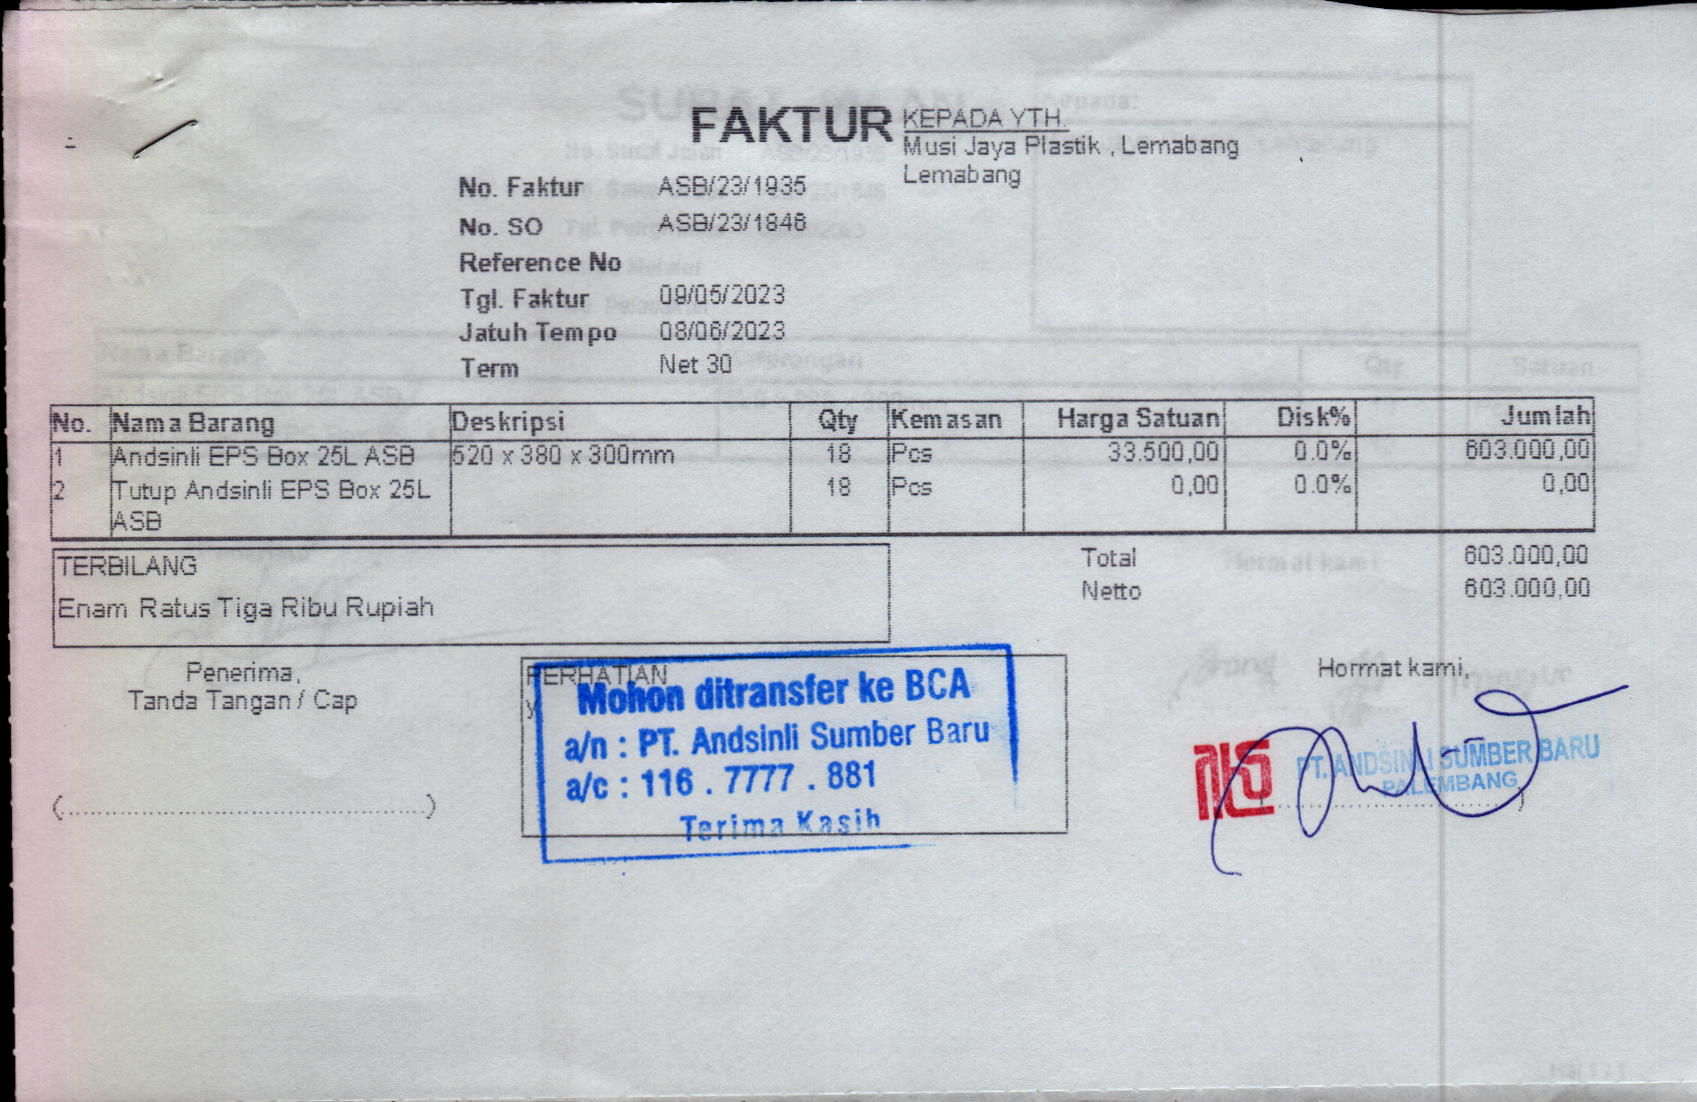 FAKTUR
KEPADA YTH.
Musi Jaya Plastik , Lemabang
Lemabang
No. Faktur ASB/23/1935
No. SO ASB/23/1846
Reference No
Tgl. Faktur 09/05/2023
Jatuh Tempo 08/06/2023
Term Net 30
No. Nama Barang Deskripsi Qty Kemasan Harga Satuan Disk% Jumlah
1 Andsinli EPS Box 25L ASB 520 x 380 x 300mm 18 Pcs 33.500,00 0.0% 603.000,00
2 Tutup Andsinli EPS Box 25L 18 Pcs 0,00 0.0% 0,00
ASB
TERBILANG
Enam Ratus Tiga Ribu Rupiah
Total 603.000,00
Netto 603.000,00
Penerima,
Tanda Tangan / Cap
(................................................)
PERHATIAN
y
Mohon ditransfer ke BCA
a/n : PT. Andsinli Sumber Baru
a/c : 116 . 7777 . 881
Terima Kasih
Hormat kami,
PT. ANDSINLI SUMBER BARU
PALEMBANG